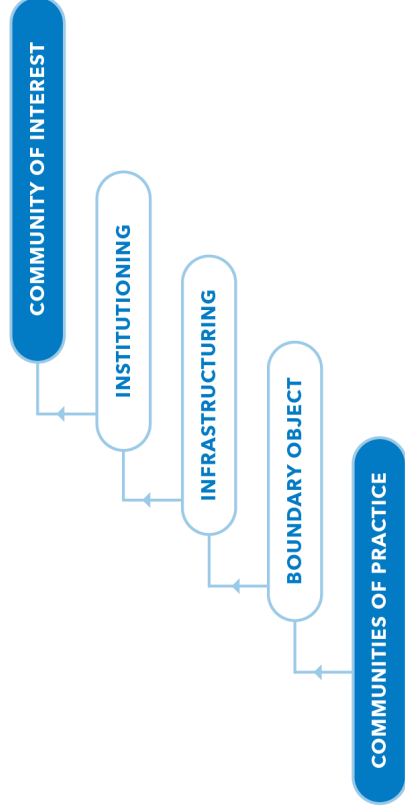 COMMUNITY OF INTEREST
INSTITUTIONING
INFRASTRUCTURING
BOUNDARY OBJECT
COMMUNITIES OF PRACTICE